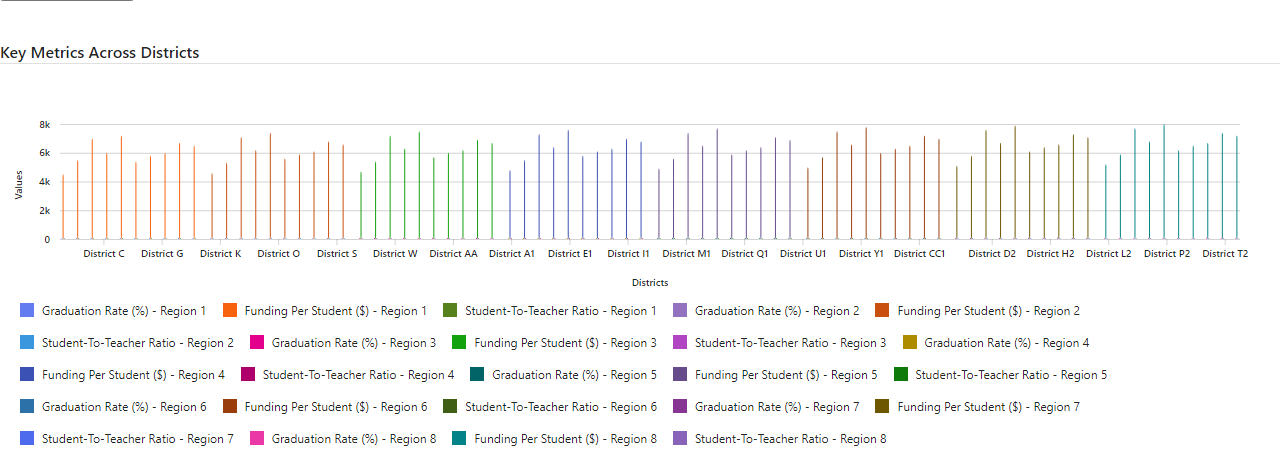 Key Metrics Across Districts
8k
6k
4k
2k
0
Values
District C District G District K District O District S District W District AA District A1 District E1 District I1 District M1 District Q1 District U1 District Y1 District CC1 District D2 District H2 District L2 District P2 District T2
Districts
Graduation Rate (%) - Region 1 Funding Per Student ($) - Region 1 Student-To-Teacher Ratio - Region 1 Graduation Rate (%) - Region 2 Funding Per Student ($) - Region 2
Student-To-Teacher Ratio - Region 2 Graduation Rate (%) - Region 3 Funding Per Student ($) - Region 3 Student-To-Teacher Ratio - Region 3 Graduation Rate (%) - Region 4
Funding Per Student ($) - Region 4 Student-To-Teacher Ratio - Region 4 Graduation Rate (%) - Region 5 Funding Per Student ($) - Region 5 Student-To-Teacher Ratio - Region 5
Graduation Rate (%) - Region 6 Funding Per Student ($) - Region 6 Student-To-Teacher Ratio - Region 6 Graduation Rate (%) - Region 7 Funding Per Student ($) - Region 7
Student-To-Teacher Ratio - Region 7 Graduation Rate (%) - Region 8 Funding Per Student ($) - Region 8 Student-To-Teacher Ratio - Region 8